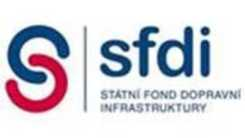 sfdi
STÁTNÍ FOND DOPRAVNÍ
INFRASTRUKTURY